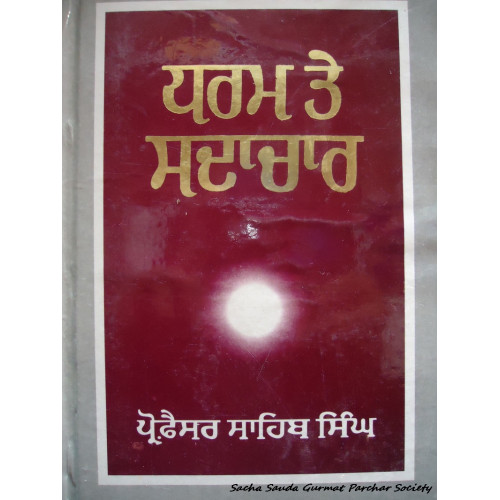 ਧਰਮ ਤੇ
ਸਦਾਚਾਰ
ਪ੍ਰੋਫ਼ੈਸਰ ਸਾਹਿਬ ਸਿੰਘ
Sacha Sauda Gurmat Parchar Society